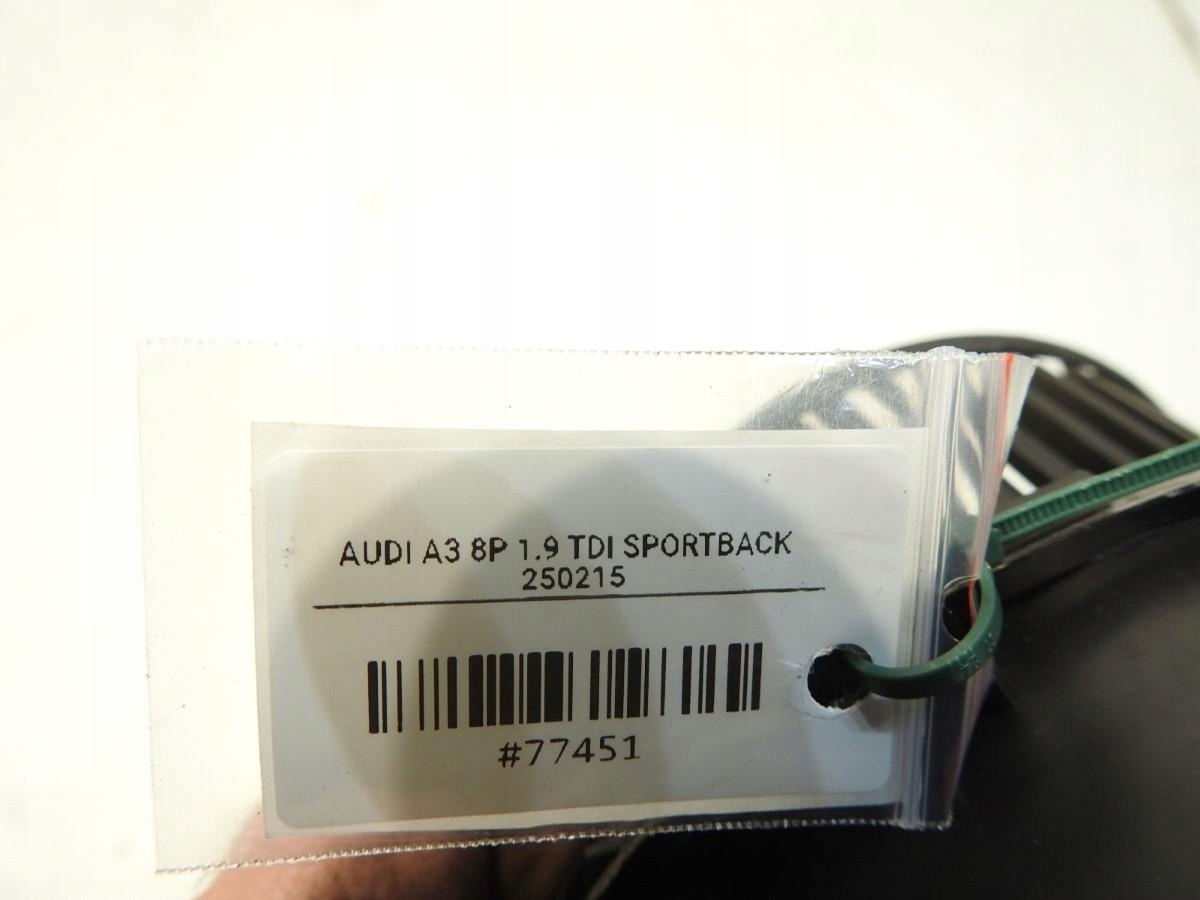 AUDI A3 8P 1.9 TDI SPORTBACK
250215
#77451